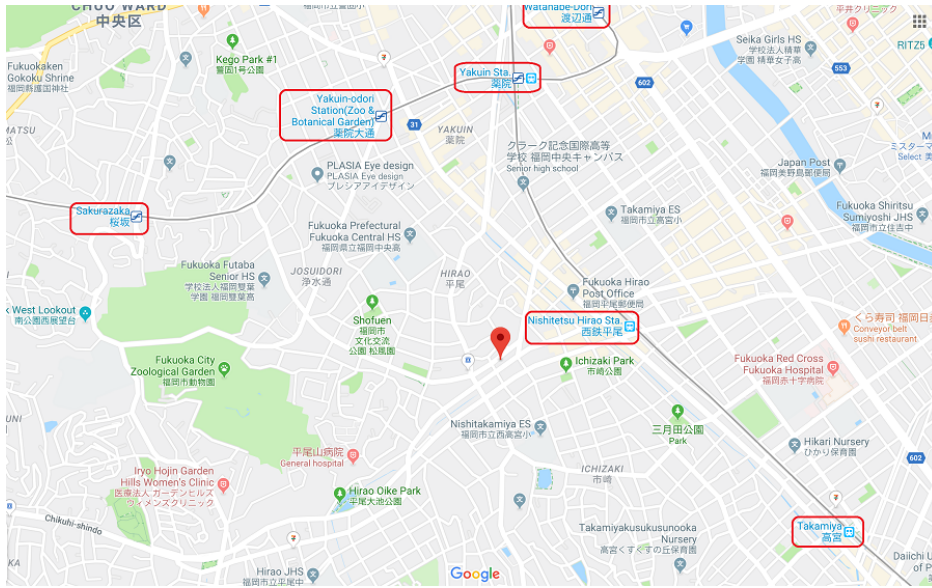 CHUO WARD
中央区
Watanabe-Dori
渡辺通
平井クリニック
Kego Park #1
警固1号公園
Seika Girls HS
学校法人精華
学園 精華女子高
RITZ5
Fukuokaken
Gokoku Shrine
福岡縣護国神社
Yakuin Sta.
薬院
602
553
Yakuin-odori
Station(Zoo &
Botanical Garden)
薬院大通
31
YAKUIN
薬院
MATSU
松
クラーク記念国際高等
学校 福岡中央キャンパス
Senior high school
ミスターマ
Select
PLASIA Eye design
PLASIA Eye design
プレシアアイデザイン
Japan Post
福岡美野島郵便局
Sakurazaka
桜坂
Takamiya ES
福岡市立高宮小
Fukuoka Shiritsu
Sumiyoshi JHS
福岡市立住吉中
Fukuoka Prefectural
Fukuoka Central HS
福岡県立福岡中央高
Fukuoka Futaba
Senior HS
学校法人福岡雙葉
学園 福岡雙葉高
JOSUIDORI
浄水通
HIRAO
平尾
Fukuoka Hirao
Post Office
福岡平尾郵便局
k West Lookout
南公園西展望台
Shofuen
福岡市
文化交流
公園 松風園
Nishitetsu Hirao Sta.
西鉄平尾
くら寿司 福岡日
Conveyor belt
sushi restaurant
Fukuoka City
Zoological Garden
福岡市動物園
Ichizaki Park
市崎公園
Fukuoka Red Cross
Fukuoka Hospital
福岡赤十字病院
UNI
Nishitakamiya ES
福岡市立西高宮小
三月田公園
Park
Hikari Nursery
ひかり保育園
602
平尾山病院
General hospital
Iryo Hojin Garden
Hills Women's Clinic
医療法人ガーデンヒルズ
ウィメンズクリニック
ICHIZAKI
市崎
Hirao Oike Park
平尾大池公園
Chikuhi-shindo
Takamiyakusukusunooka
Nursery
高宮くすくすの丘保育園
Takamiya
高宮
Daiichi U
of P
AKA
Hirao JHS
福岡市立平尾中
Google